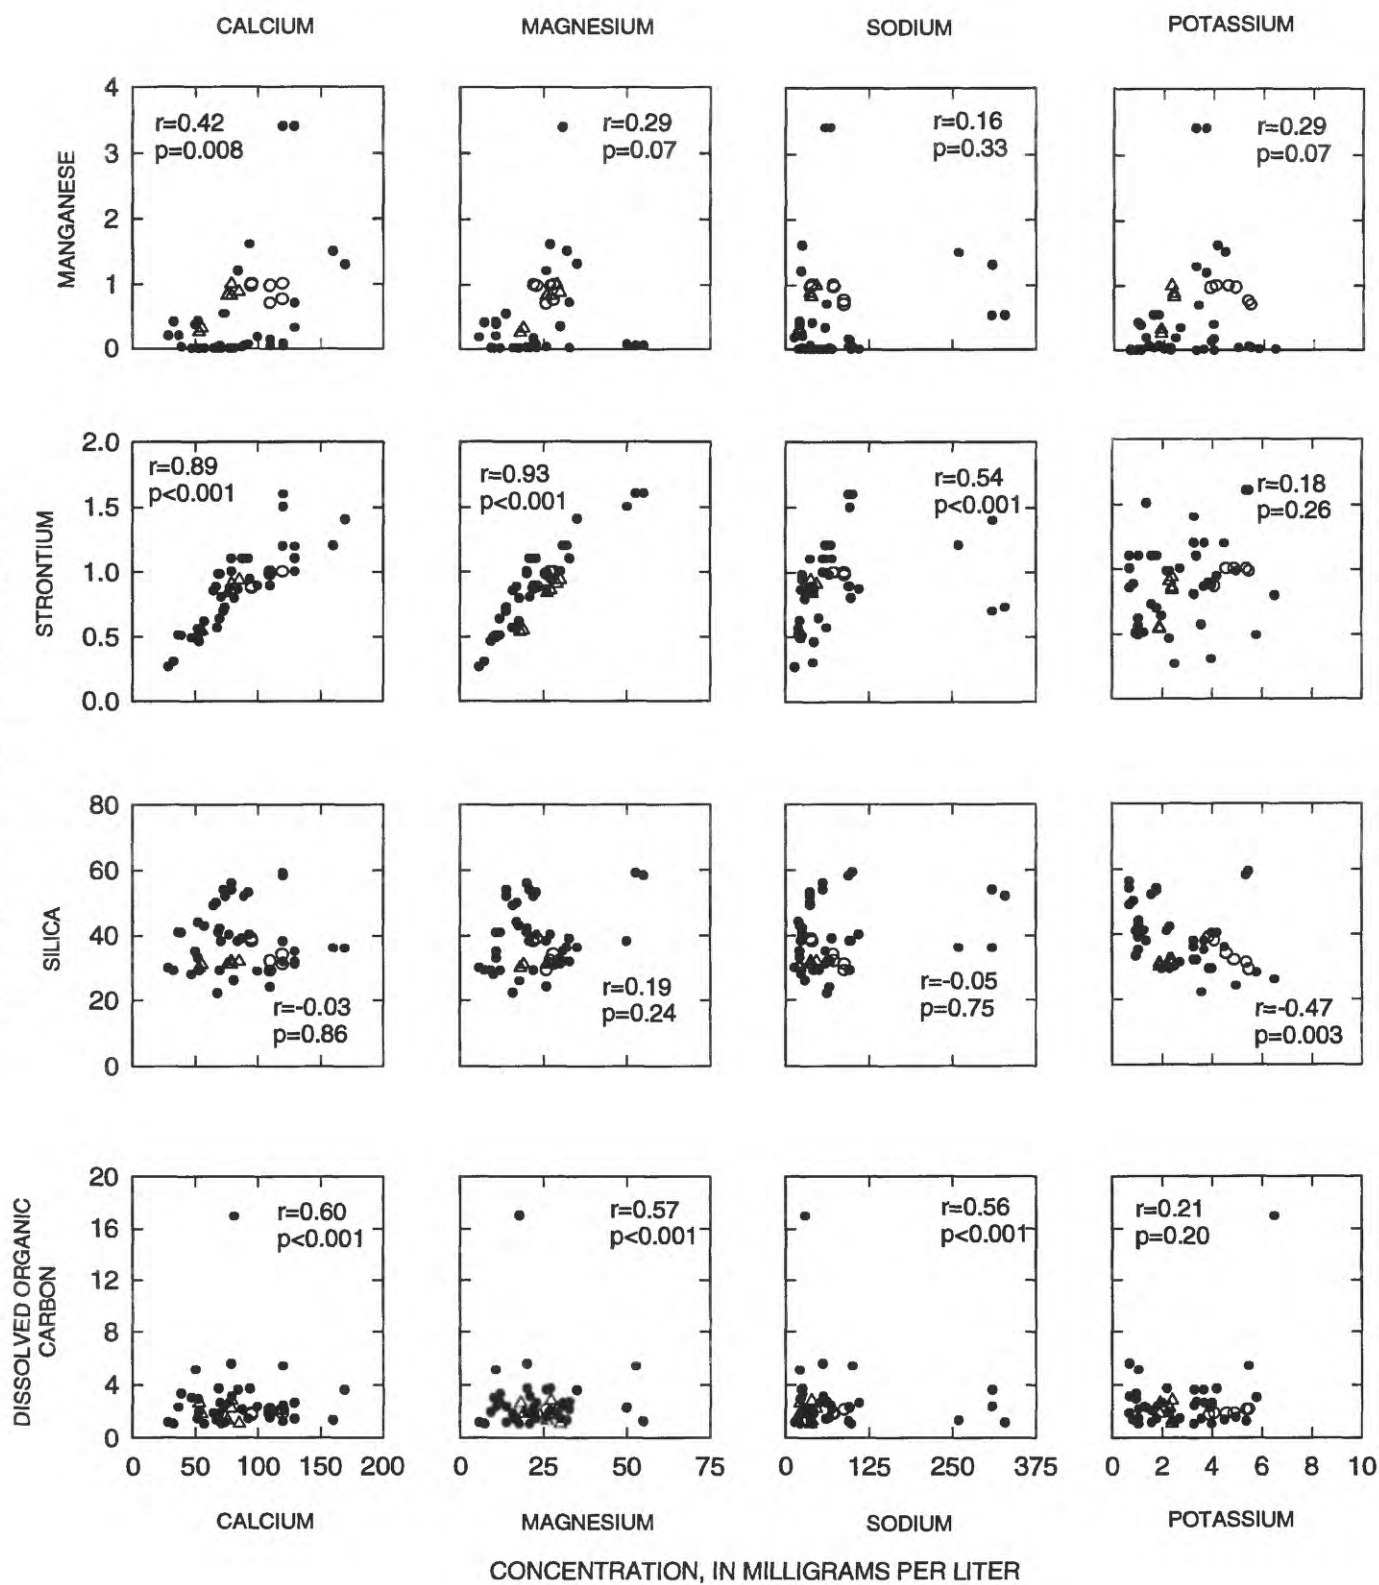 CALCIUM MAGNESIUM SODIUM POTASSIUM
MANGANESE
4
3
2
1
0
r=0.42
p=0.008
r=0.29
p=0.07
r=0.16
p=0.33
r=0.29
p=0.07
STRONTIUM
2.0
1.5
1.0
0.5
0.0
r=0.89
p<0.001
r=0.93
p<0.001
r=0.54
p<0.001
r=0.18
p=0.26
SILICA
80
60
40
20
0
r=-0.03
p=0.86
r=0.19
p=0.24
r=-0.05
p=0.75
r=-0.47
p=0.003
DISSOLVED ORGANIC
CARBON
20
16
12
8
4
0
r=0.60
p<0.001
r=0.57
p<0.001
r=0.56
p<0.001
r=0.21
p=0.20
0 50 100 150 200 0 25 50 75 0 125 250 375 0 2 4 6 8 10
CALCIUM MAGNESIUM SODIUM POTASSIUM
CONCENTRATION, IN MILLIGRAMS PER LITER